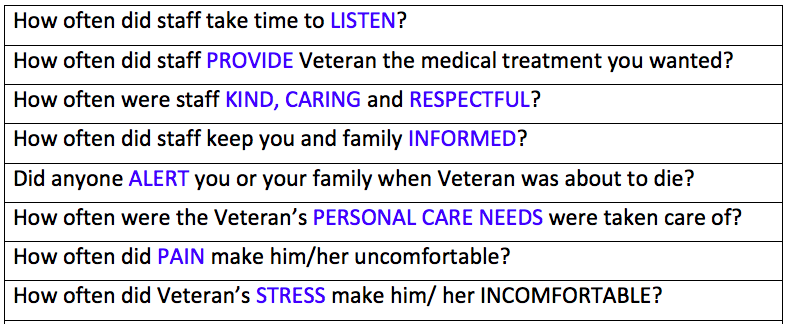 How often did staff take time to LISTEN?
How often did staff PROVIDE Veteran the medical treatment you wanted?
How often were staff KIND, CARING and RESPECTFUL?
How often did staff keep you and family INFORMED?
Did anyone ALERT you or your family when Veteran was about to die?
How often were the Veteran’s PERSONAL CARE NEEDS were taken care of?
How often did PAIN make him/her uncomfortable?
How often did Veteran’s STRESS make him/ her INCOMFORTABLE?